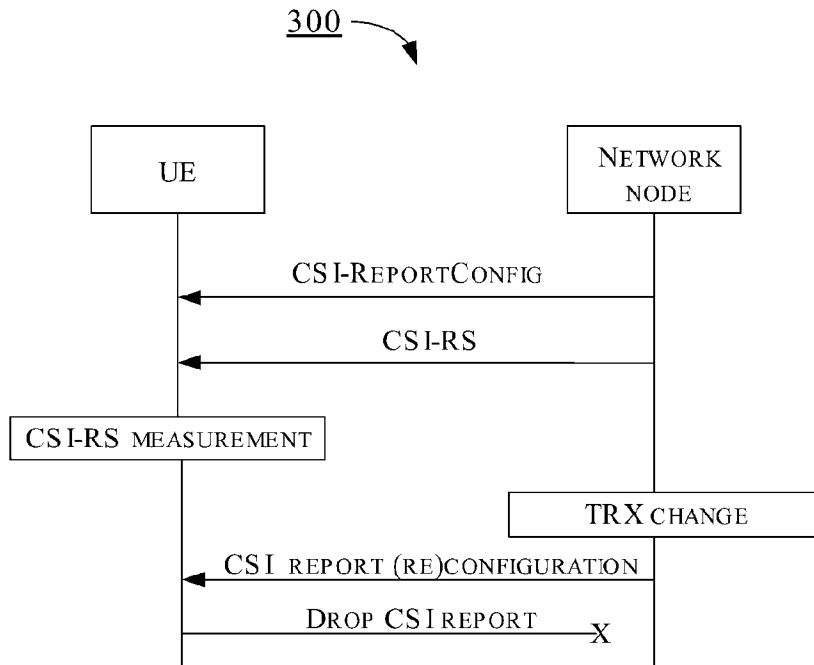 300
UE
NETWORK
NODE
CSI-REPORTCONFIG
CSI-RS
CSI-RS MEASUREMENT
TRX CHANGE
CSI REPORT (RE)CONFIGURATION
DROP CSI REPORT
X